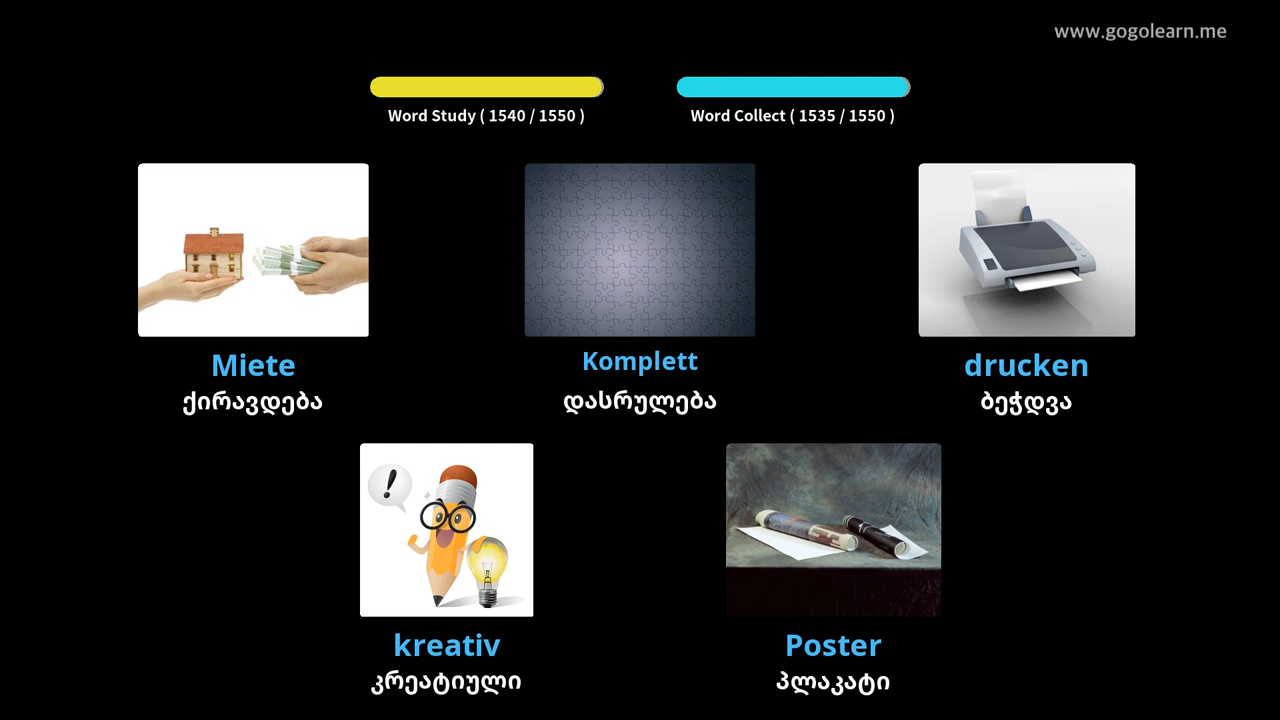 www.gogolearn.me
Word Study ( 1540 / 1550 )
Word Collect ( 1535 / 1550 )
Miete
ქირავდება
Komplett
დასრულება
drucken
ბეჭდვა
kreativ
კრეატიული
Poster
პლაკატი